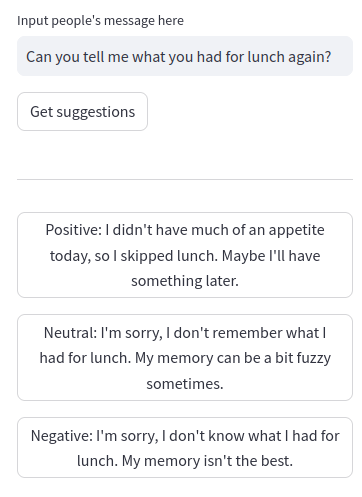 Input people's message here
Can you tell me what you had for lunch again?
Get suggestions
Positive: I didn't have much of an appetite
today, so I skipped lunch. Maybe I'll have
something later.
Neutral: I'm sorry, I don't remember what I
had for lunch. My memory can be a bit fuzzy
sometimes.
Negative: I'm sorry, I don't know what I had for
lunch. My memory isn't the best.